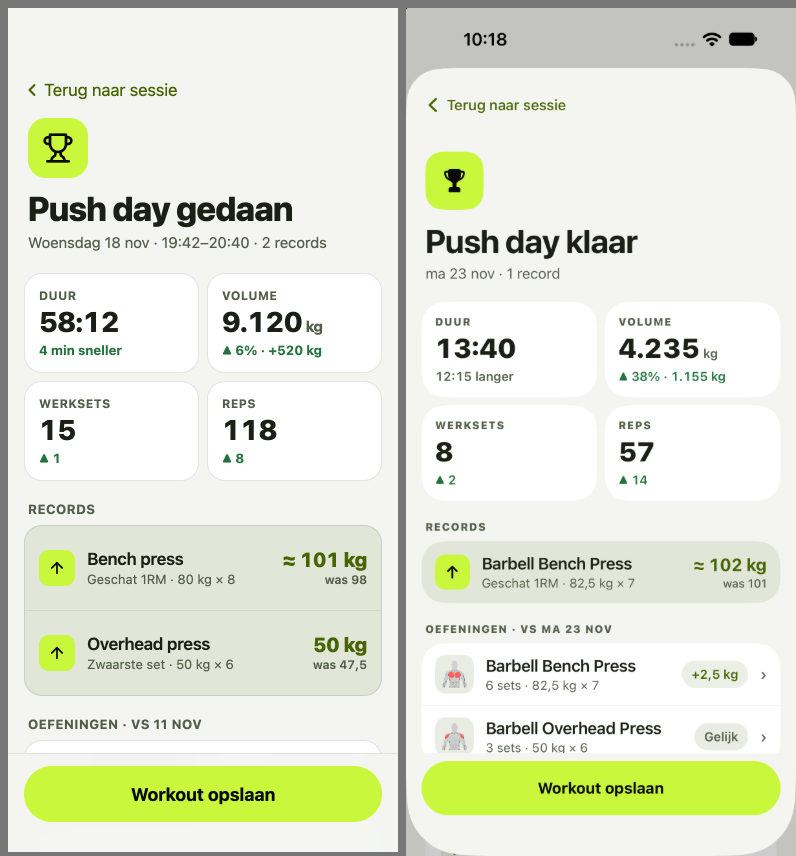 Terug naar sessie
Push day gedaan
Woensdag 18 nov · 19:42–20:40 · 2 records
DUUR
58:12
4 min sneller
VOLUME
9.120 kg
▲ 6% · +520 kg
WERKSETS
15
▲ 1
REPS
118
▲ 8
RECORDS
Bench press
Geschat 1RM · 80 kg × 8
≈ 101 kg
was 98
Overhead press
Zwaarste set · 50 kg × 6
50 kg
was 47,5
OEFENINGEN · VS 11 NOV
Workout opslaan
10:18
Terug naar sessie
Push day klaar
ma 23 nov · 1 record
DUUR
13:40
12:15 langer
VOLUME
4.235 kg
▲ 38% · 1.155 kg
WERKSETS
8
▲ 2
REPS
57
▲ 14
RECORDS
Barbell Bench Press
Geschat 1RM · 82,5 kg × 7
≈ 102 kg
was 101
OEFENINGEN · VS MA 23 NOV
Barbell Bench Press
6 sets · 82,5 kg × 7
+2,5 kg
Barbell Overhead Press
3 sets · 50 kg × 6
Gelijk
Workout opslaan